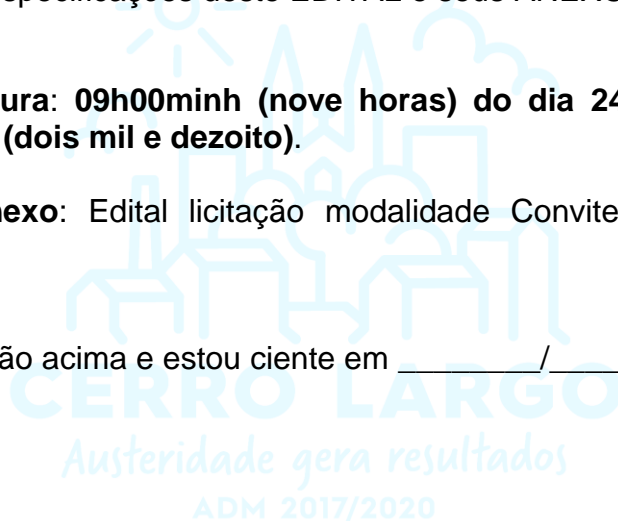 especificações deste EDITAL e seus ANEXOS
ura: 09h00minh (nove horas) do dia 24
(dois mil e dezoito).
nexo: Edital licitação modalidade Convite
ão acima e estou ciente em ________/____
CERRO LARGO
Austeridade gera resultados
ADM 2017/2020